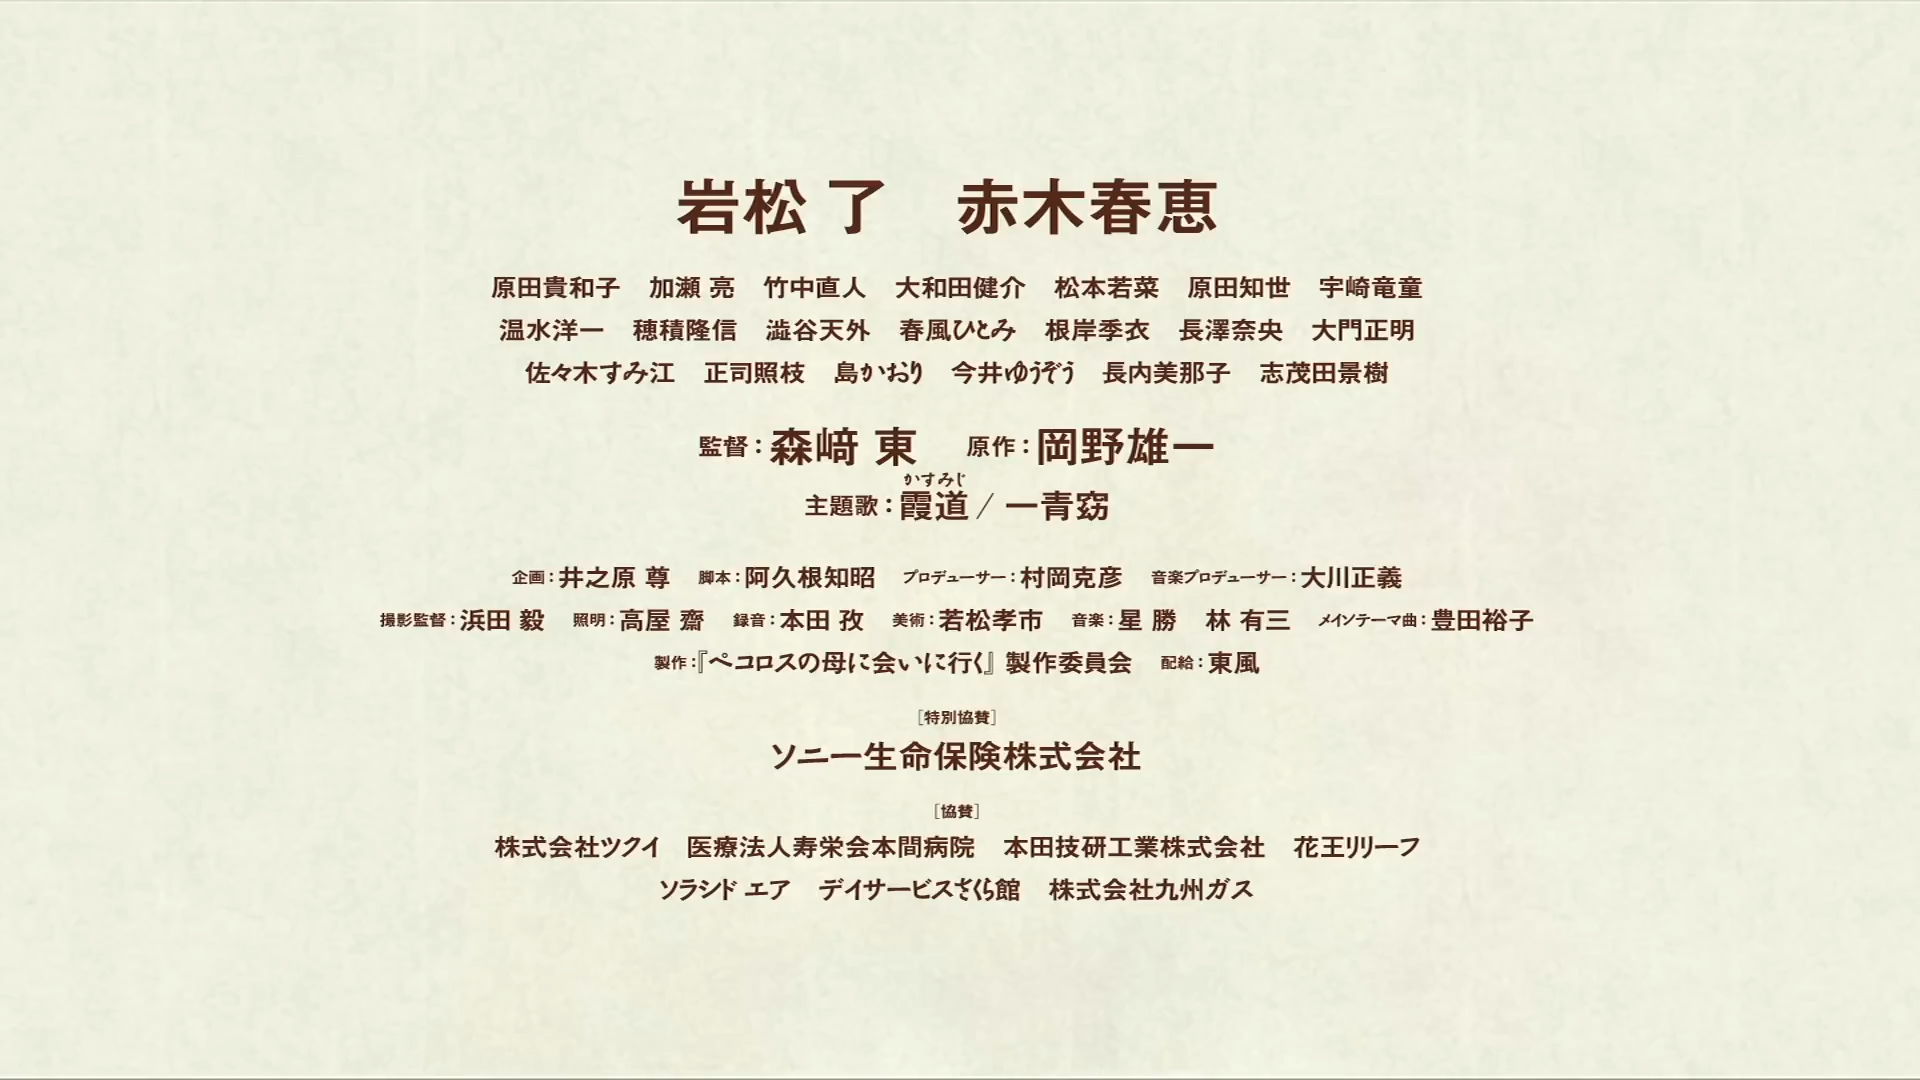 岩松 了　赤木春恵
原田貴和子　加瀬 亮　竹中直人　大和田健介　松本若菜　原田知世　宇崎竜童
温水洋一　穂積隆信　澁谷天外　春風ひとみ　根岸季衣　長澤奈央　大門正明
佐々木すみ江　正司照枝　島かおり　今井ゆうぞう　長内美那子　志茂田景樹
監督：森﨑 東　原作：岡野雄一
かすみじ
主題歌：霞道 / 一青窈
企画：井之原 尊　脚本：阿久根知昭　プロデューサー：村岡克彦　音楽プロデューサー：大川正義
撮影監督：浜田 毅　照明：高屋 齋　録音：本田 孜　美術：若松孝市　音楽：星 勝　林 有三　メインテーマ曲：豊田裕子
製作：『ペコロスの母に会いに行く』製作委員会　配給：東風
［特別協賛］
ソニー生命保険株式会社
［協賛］
株式会社ツクイ　医療法人寿栄会本間病院　本田技研工業株式会社　花王リリーフ
ソラシド エア　デイサービスさくら館　株式会社九州ガス